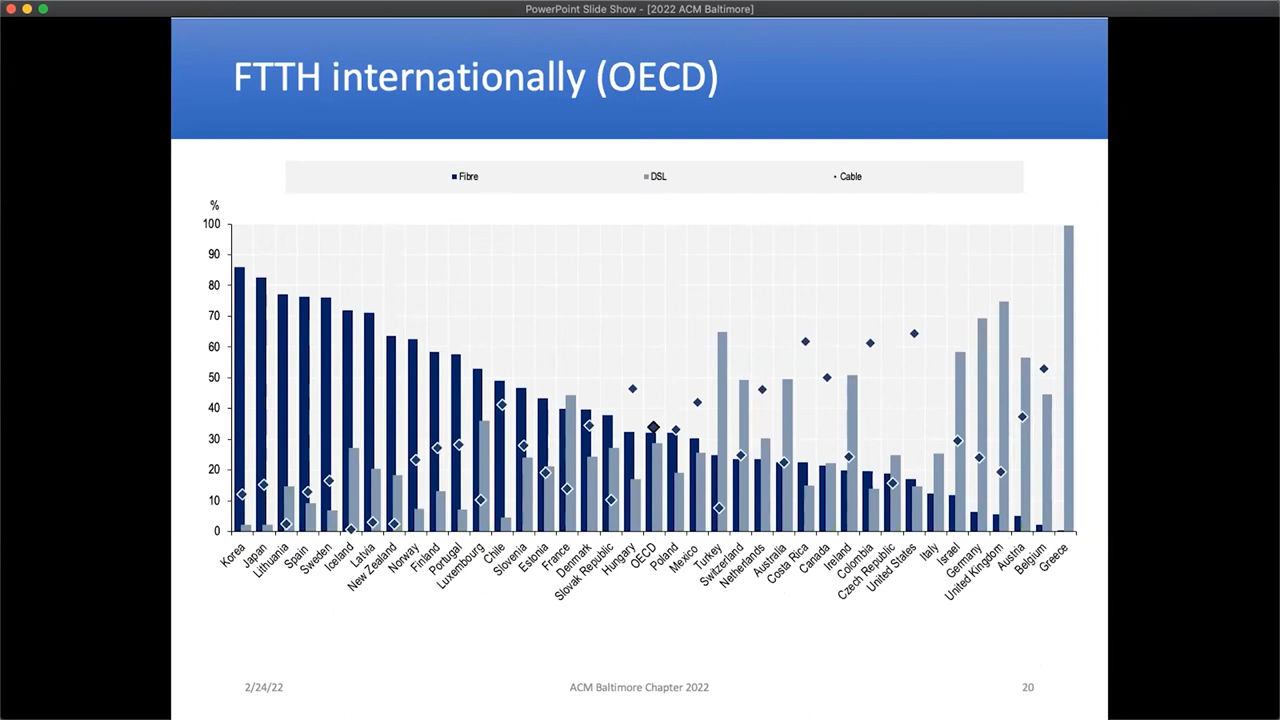 PowerPoint Slide Show - [2022 ACM Baltimore]
FTTH internationally (OECD)
Fibre DSL Cable
%
100
90
80
70
60
50
40
30
20
10
0
Korea
Japan
Lithuania
Spain
Sweden
Iceland
Latvia
New Zealand
Norway
Finland
Portugal
Luxembourg
Chile
Slovenia
Estonia
France
Denmark
Slovak Republic
Hungary
OECD
Poland
Mexico
Turkey
Switzerland
Netherlands
Australia
Costa Rica
Canada
Ireland
Colombia
Czech Republic
United States
Italy
Israel
Germany
United Kingdom
Austria
Belgium
Greece
2/24/22 ACM Baltimore Chapter 2022 20